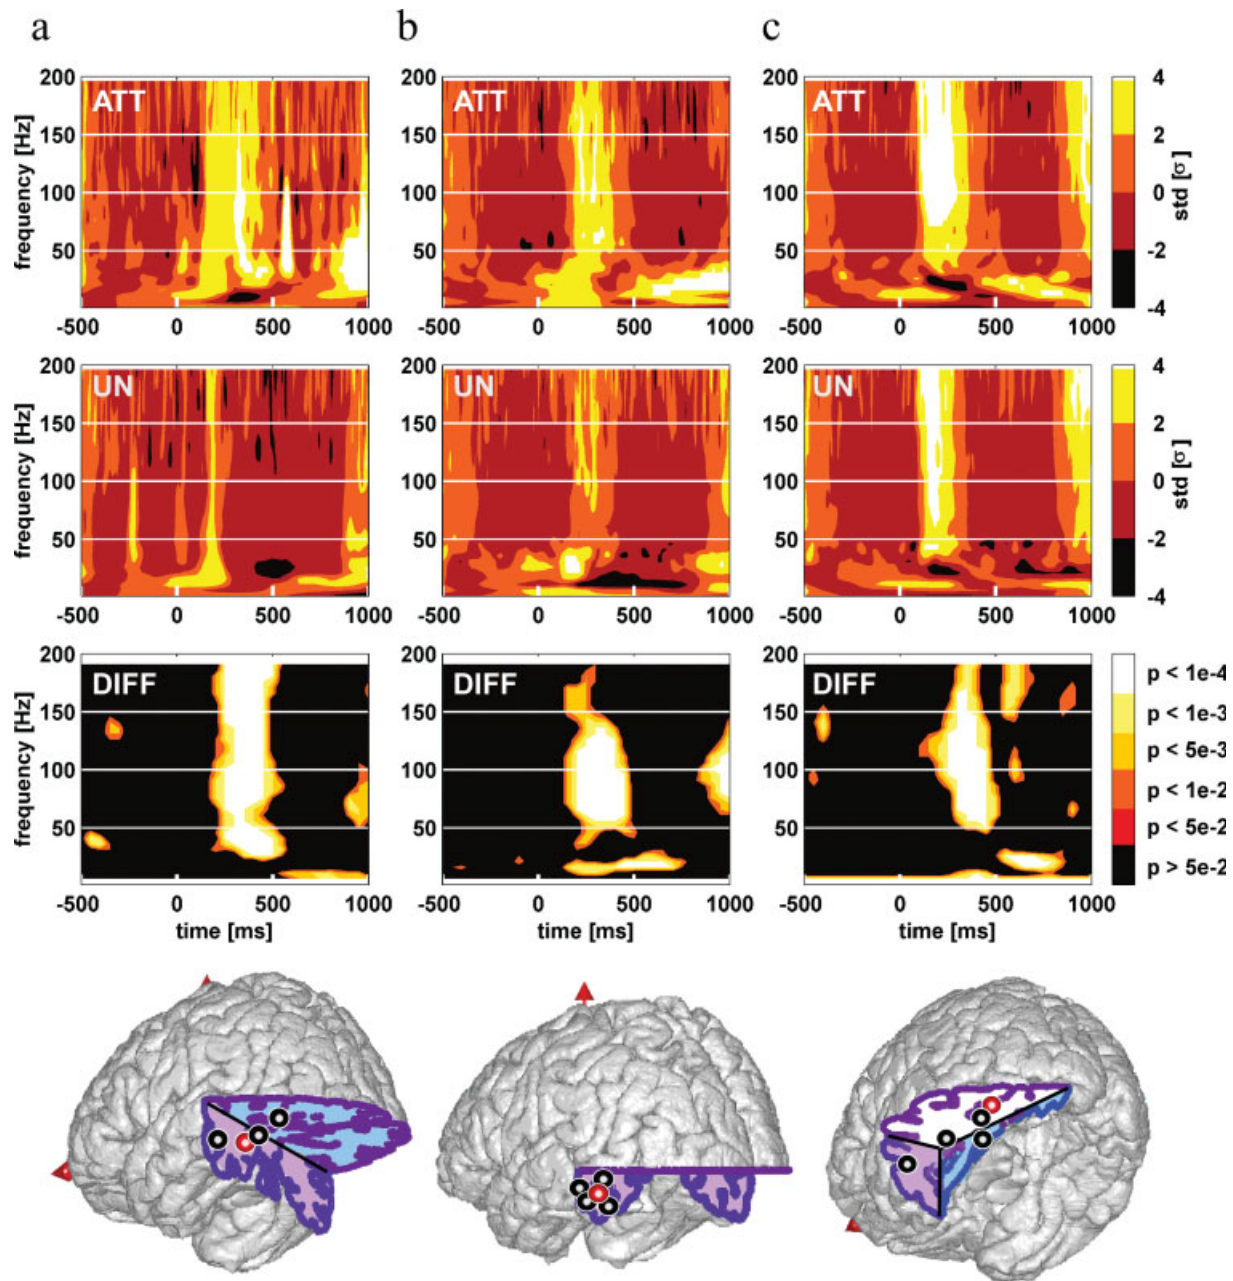 a b c
200
150
100
50
frequency [Hz]
ATT
-500 0 500 1000
200
150
100
50
ATT
-500 0 500 1000
200
150
100
50
ATT
-500 0 500 1000
4
2
0
-2
-4
std [σ]
200
150
100
50
frequency [Hz]
UN
-500 0 500 1000
200
150
100
50
UN
-500 0 500 1000
200
150
100
50
UN
-500 0 500 1000
4
2
0
-2
-4
std [σ]
200
150
100
50
frequency [Hz]
DIFF
-500 0 500 1000
time [ms]
200
150
100
50
DIFF
-500 0 500 1000
time [ms]
200
150
100
50
DIFF
-500 0 500 1000
time [ms]
p < 1e-4
p < 1e-3
p < 5e-3
p < 1e-2
p < 5e-2
p > 5e-2